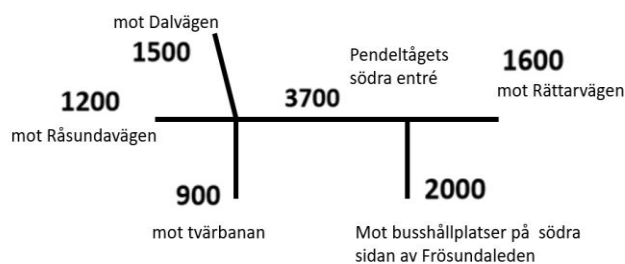 mot Dalvägen
1500
Pendeltågets
södra entré
1600
mot Rättarvägen
1200
3700
mot Råsundavägen
900
2000
mot tvärbanan
Mot busshållplatser på södra
sidan av Frösundaleden